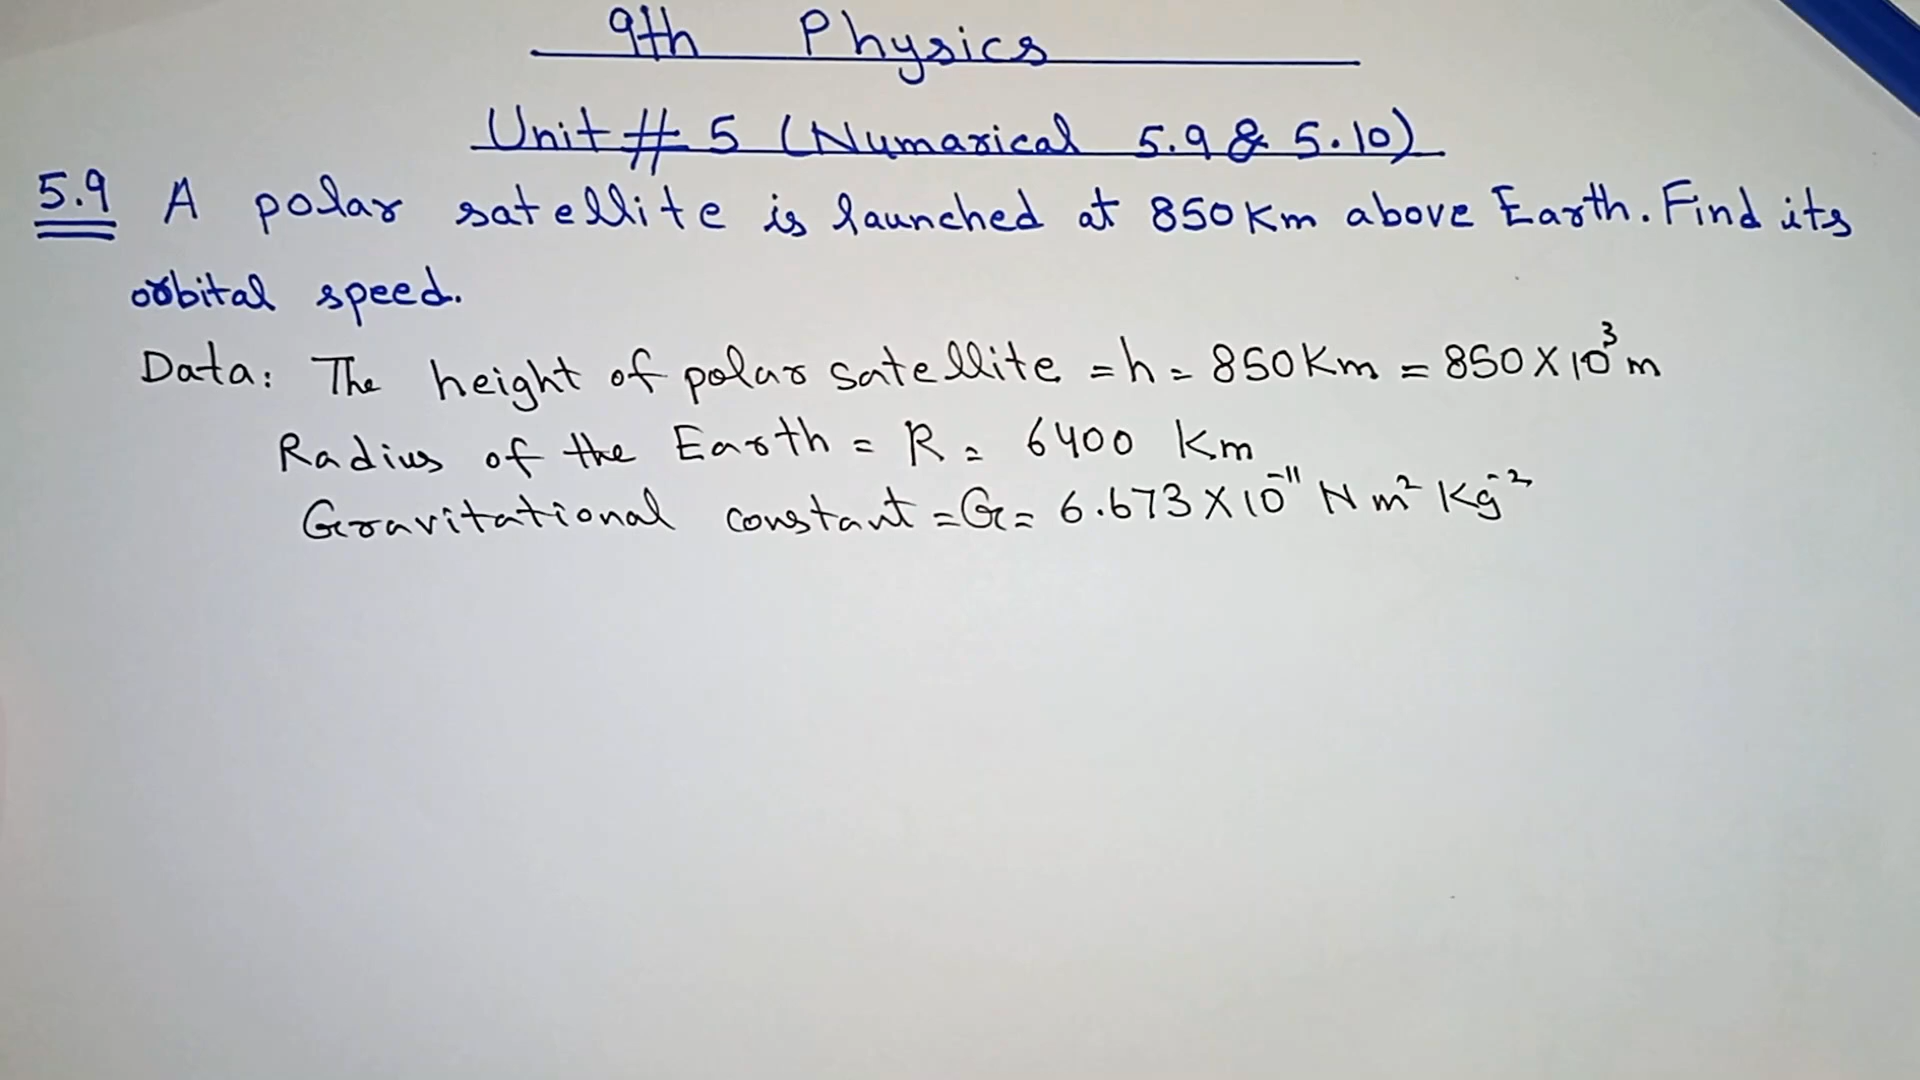 9th Physics
Unit # 5 (Numarical 5.9 & 5.10)
5.9 A polar satellite is launched at 850 Km above Earth. Find its
orbital speed.
Data: The height of polar satellite = h = 850 Km = 850 X 10³ m
Radius of the Earth = R = 6400 Km
Gravitational constant = G = 6.673 X 10⁻¹¹ N m² Kg⁻²